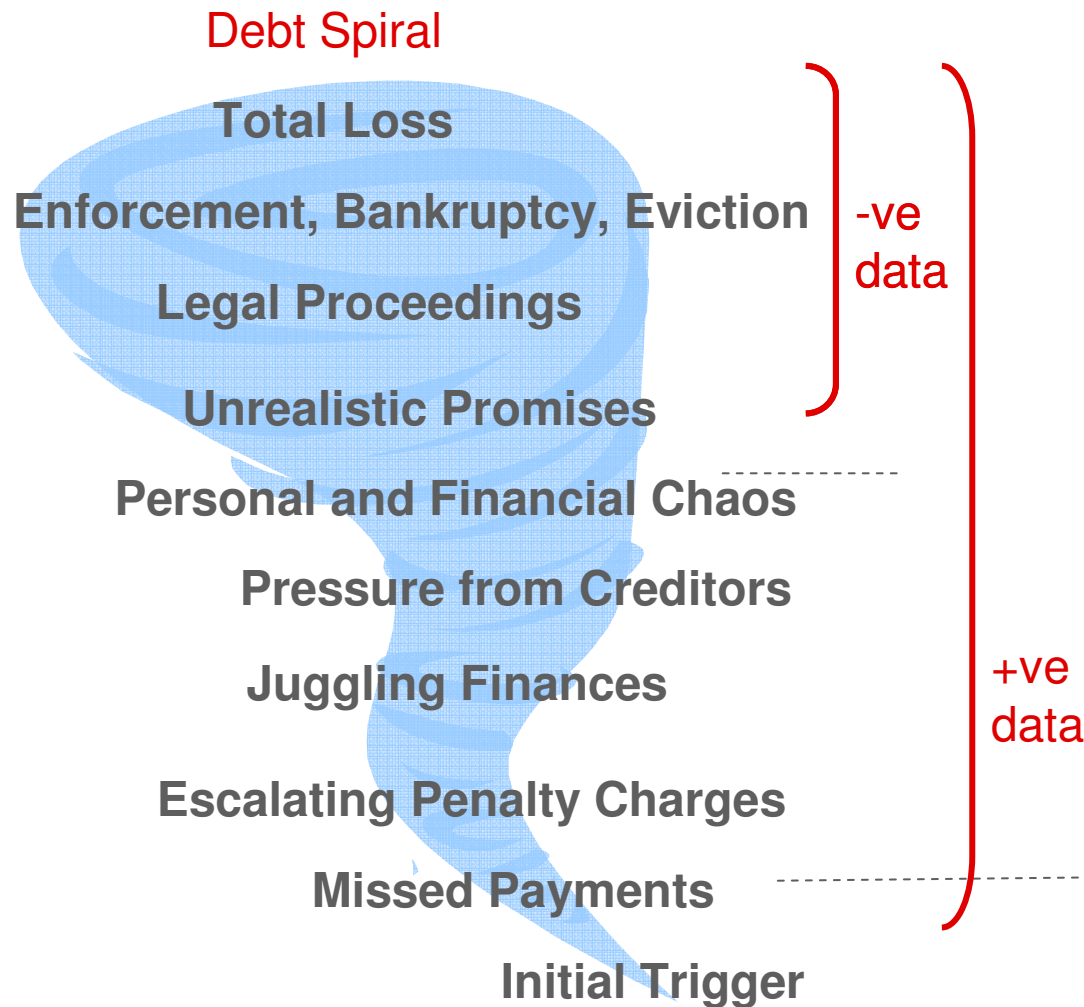 Debt Spiral
Total Loss
Enforcement, Bankruptcy, Eviction
-ve
data
Legal Proceedings
Unrealistic Promises
Personal and Financial Chaos
Pressure from Creditors
Juggling Finances
+ve
data
Escalating Penalty Charges
Missed Payments
Initial Trigger